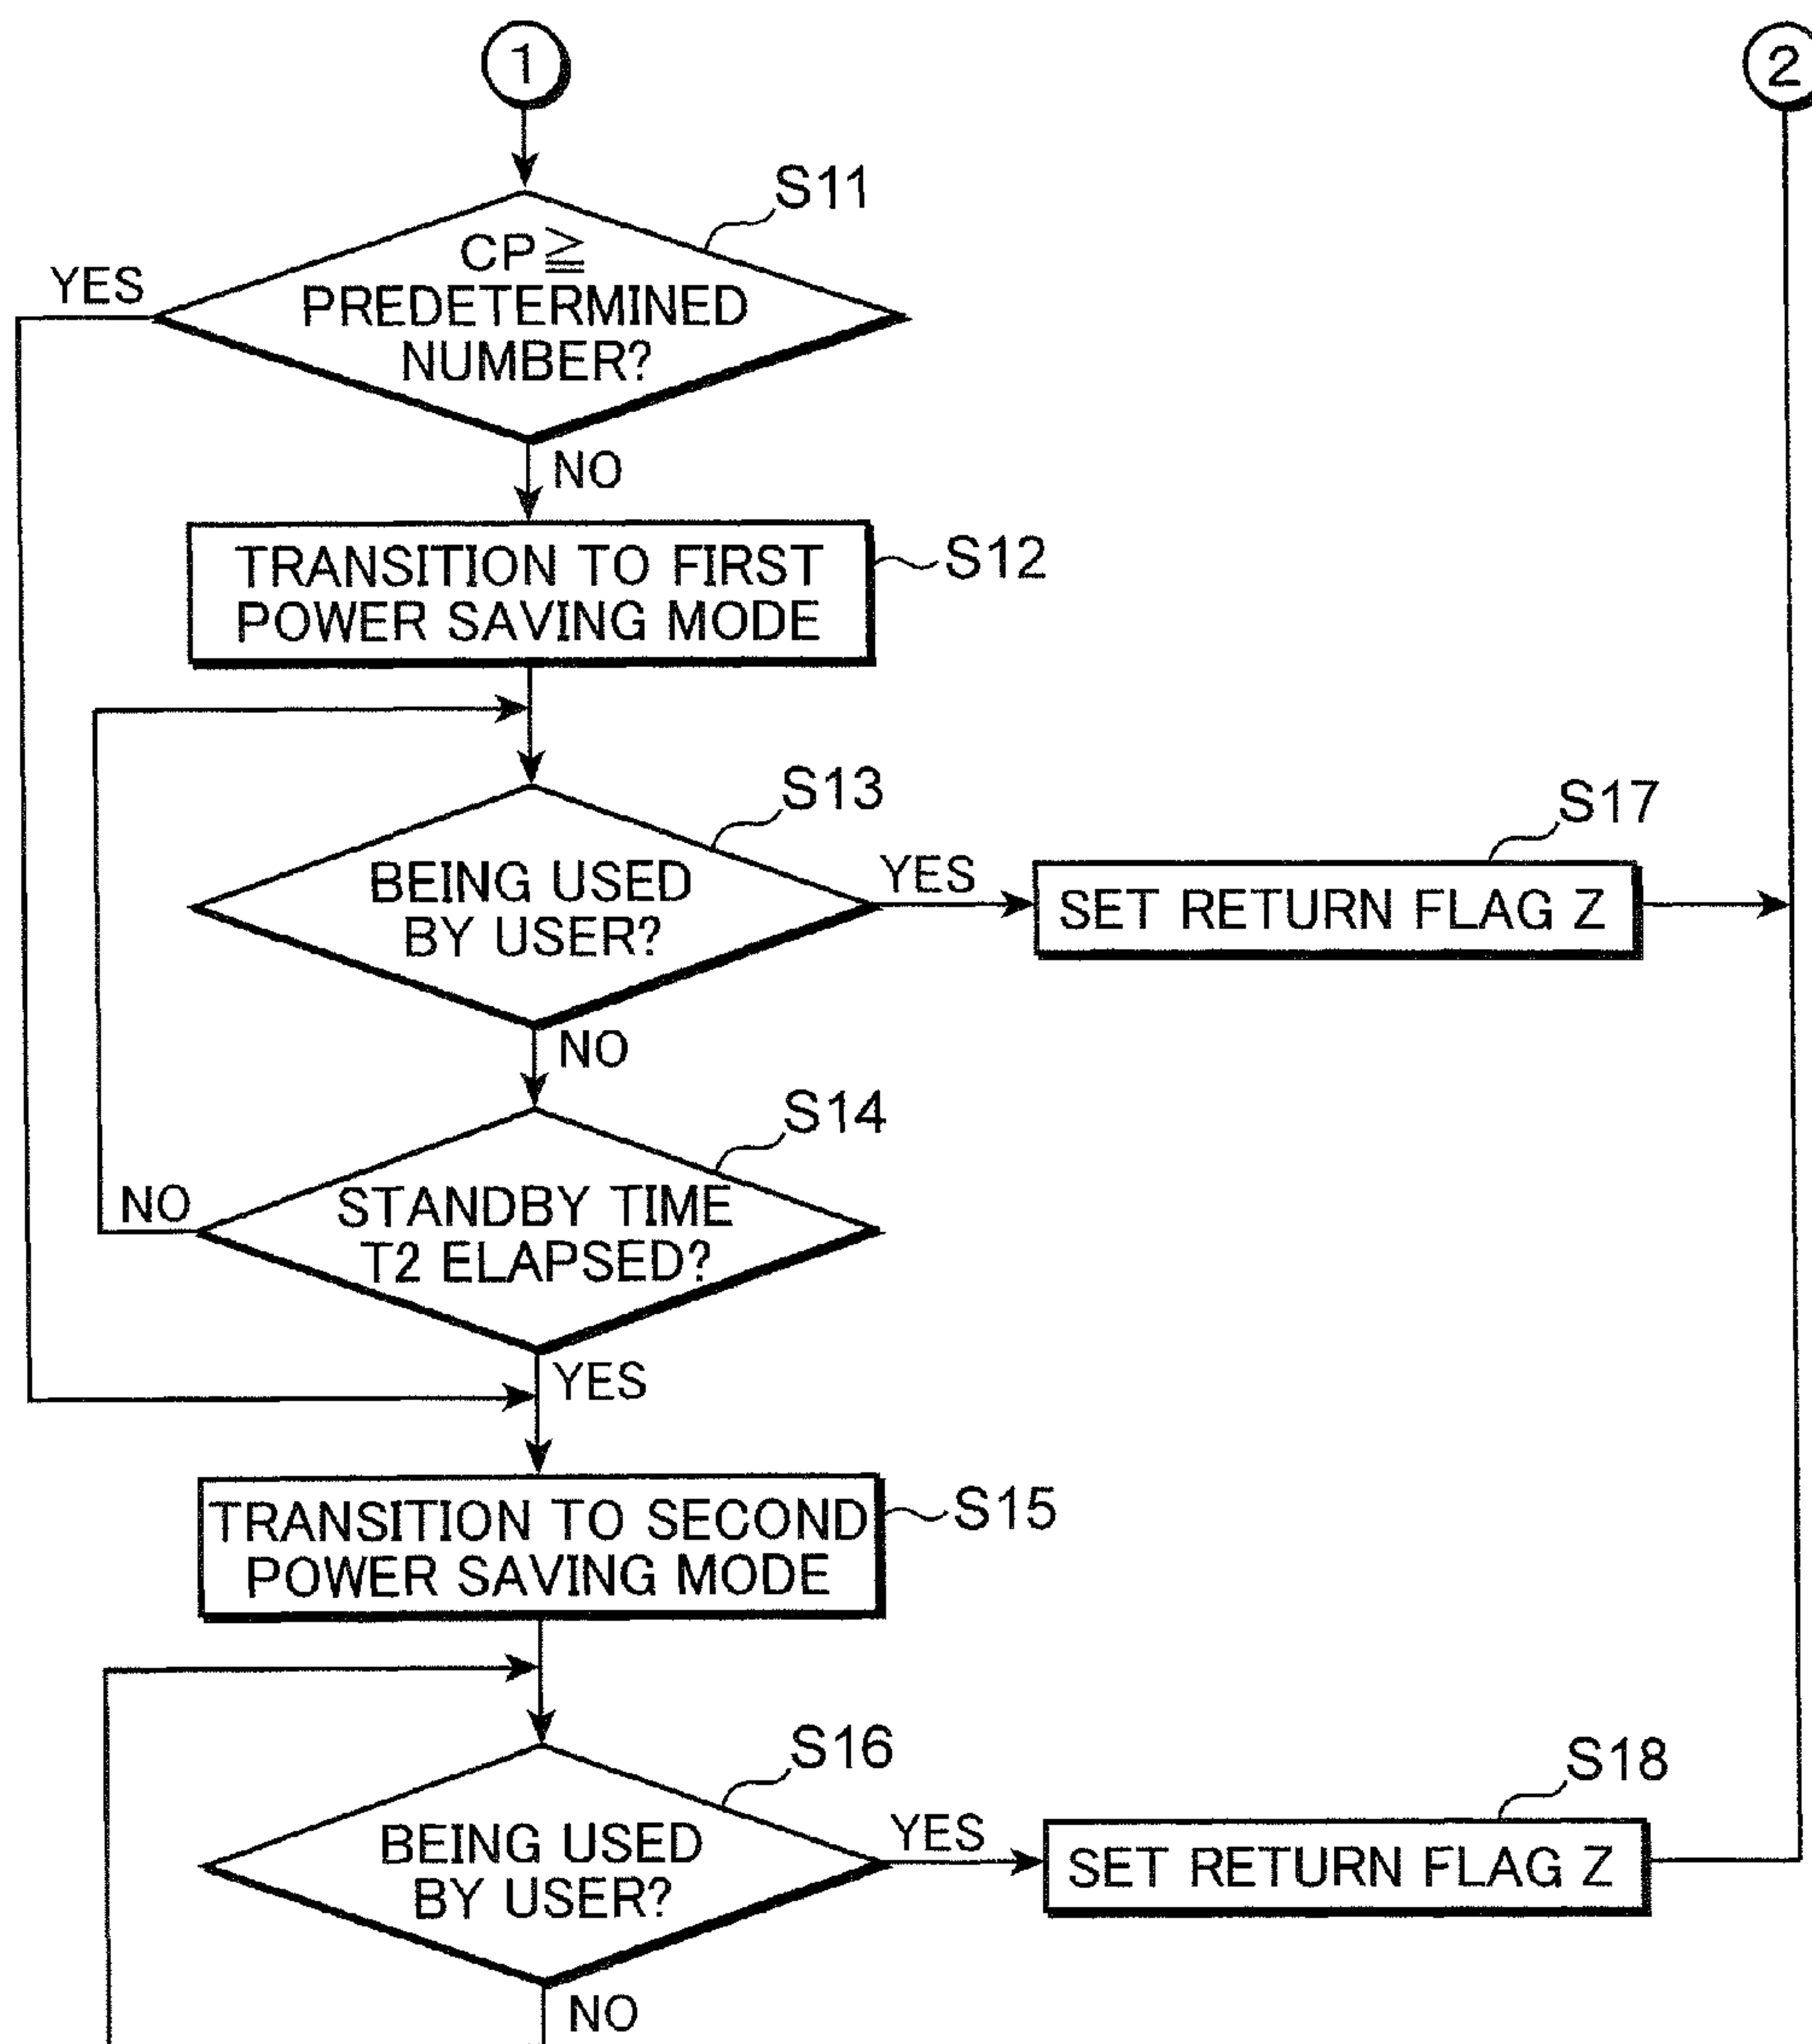 1
2
S11
CP≧
PREDETERMINED
NUMBER?
YES
NO
TRANSITION TO FIRST
POWER SAVING MODE
S12
S13
BEING USED
BY USER?
YES
S17
SET RETURN FLAG Z
NO
S14
STANDBY TIME
T2 ELAPSED?
NO
YES
TRANSITION TO SECOND
POWER SAVING MODE
S15
S16
BEING USED
BY USER?
YES
S18
SET RETURN FLAG Z
NO